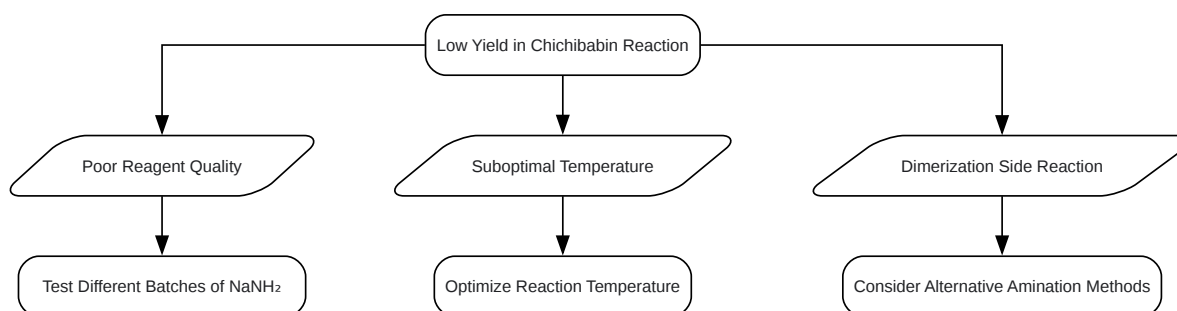 Low Yield in Chichibabin Reaction
Poor Reagent Quality
Suboptimal Temperature
Dimerization Side Reaction
Test Different Batches of NaNH₂
Optimize Reaction Temperature
Consider Alternative Amination Methods